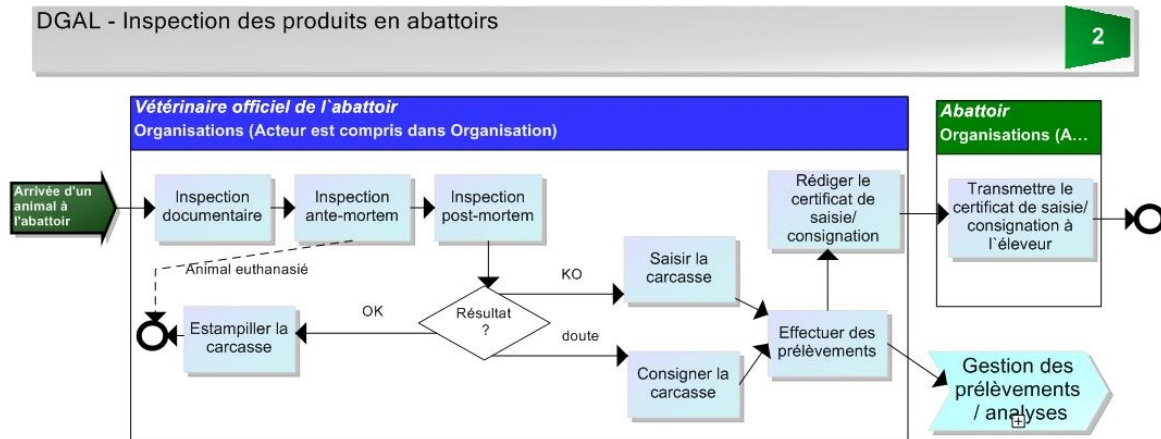 DGAL - Inspection des produits en abattoirs
2
Vétérinaire officiel de l`abattoir
Organisations (Acteur est compris dans Organisation)
Abattoir
Organisations (A...
Arrivée d'un
animal à
l'abattoir
Inspection
documentaire
Inspection
ante-mortem
Inspection
post-mortem
Rédiger le
certificat de
saisie/
consignation
Transmettre le
certificat de saisie/
consignation à
l`éleveur
Animal euthanasié
KO
Saisir la
carcasse
Estampiller la
carcasse
OK
Résultat
?
doute
Effectuer des
prélèvements
Consigner la
carcasse
Gestion des
prélèvements
/ analyses